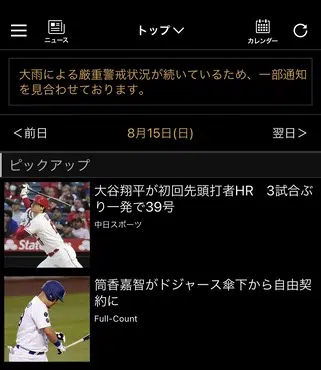 ニュース
トップ
カレンダー
大雨による厳重警戒状況が続いているため、一部通知
を見合わせております。
<前日
8月15日(日)
翌日>
ピックアップ
大谷翔平が初回先頭打者HR 3試合ぶ
り一発で39号
中日スポーツ
筒香嘉智がドジャース傘下から自由契
約に
Full-Count